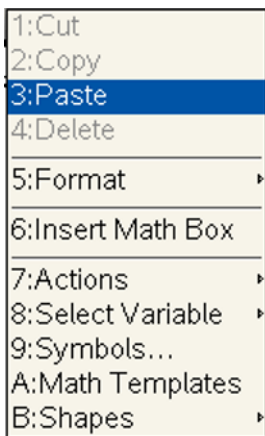 1:Cut
2:Copy
3:Paste
4:Delete
5:Format
6:Insert Math Box
7:Actions
8:Select Variable
9:Symbols...
A:Math Templates
B:Shapes